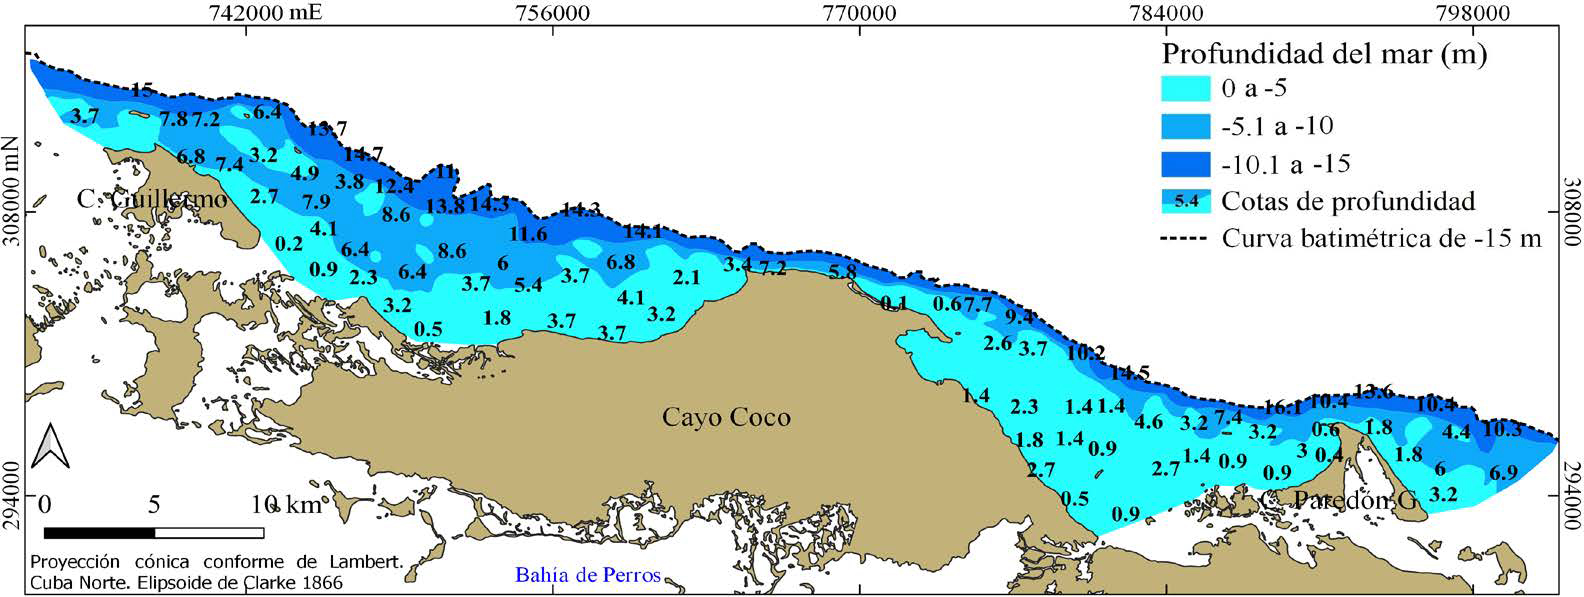 742000 mE 756000 770000 784000 798000
Profundidad del mar (m)
0 a -5
-5.1 a -10
-10.1 a -15
5.4 Cotas de profundidad
Curva batimétrica de -15 m
15
3.7 7.8 7.2 6.4
13.7
6.8 7.4 3.2 14.7
4.9 3.8 12.4 11
2.7 7.9 8.6 13.8 14.3 14.3
C. Guillermo
308000 mN
308000
4.1 11.6 14.1
0.2 6.4 8.6 6 6.8
0.9 2.3 6.4 3.7 5.4 3.7 2.1 3.4 7.2 5.8
3.2 4.1 0.1 0.6 7.7
0.5 1.8 3.7 3.7 3.2 9.4
2.6 3.7 10.2
14.5
1.4 2.3 1.4 1.4 16.1 10.4 13.6 10.4
Cayo Coco
4.6 3.2 7.4 3.2 0.6 1.8 4.4 10.3
1.8 1.4 0.9 1.4 0.9 3 0.4 1.8
2.7 2.7 0.9 6 6.9
0.5 0.9 3.2
C. Paredón G.
294000
294000
0 5 10 km
Proyección cónica conforme de Lambert.
Cuba Norte. Elipsoide de Clarke 1866
Bahía de Perros